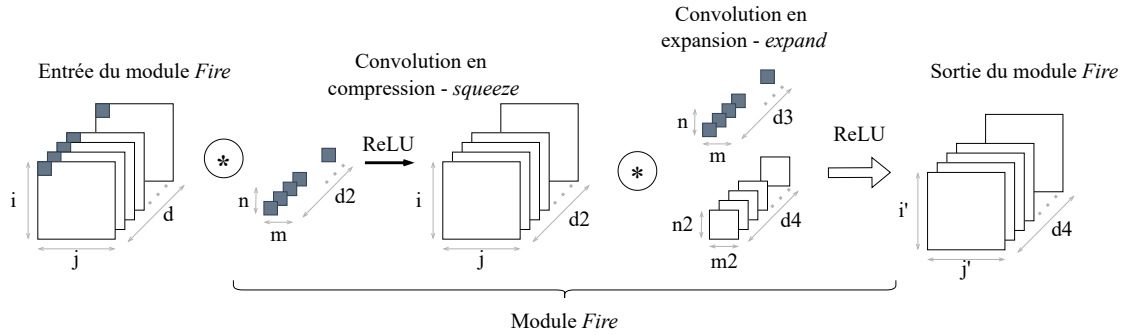 Convolution en
expansion - expand
Entrée du module Fire
Convolution en
compression - squeeze
Sortie du module Fire
i
j
d
*
n
m
d2
ReLU
i
j
d2
*
n
m
d3
n2
m2
d4
ReLU
i'
j'
d4
Module Fire